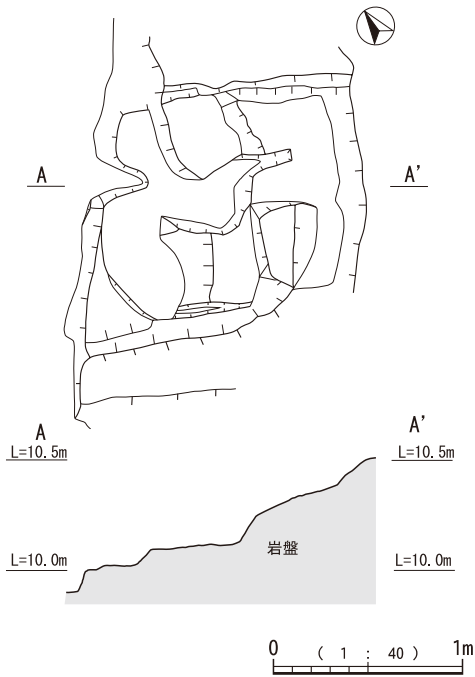 A A’
A A’
L=10.5m L=10.5m
岩盤
L=10.0m L=10.0m
0 ( 1 : 40 ) 1m